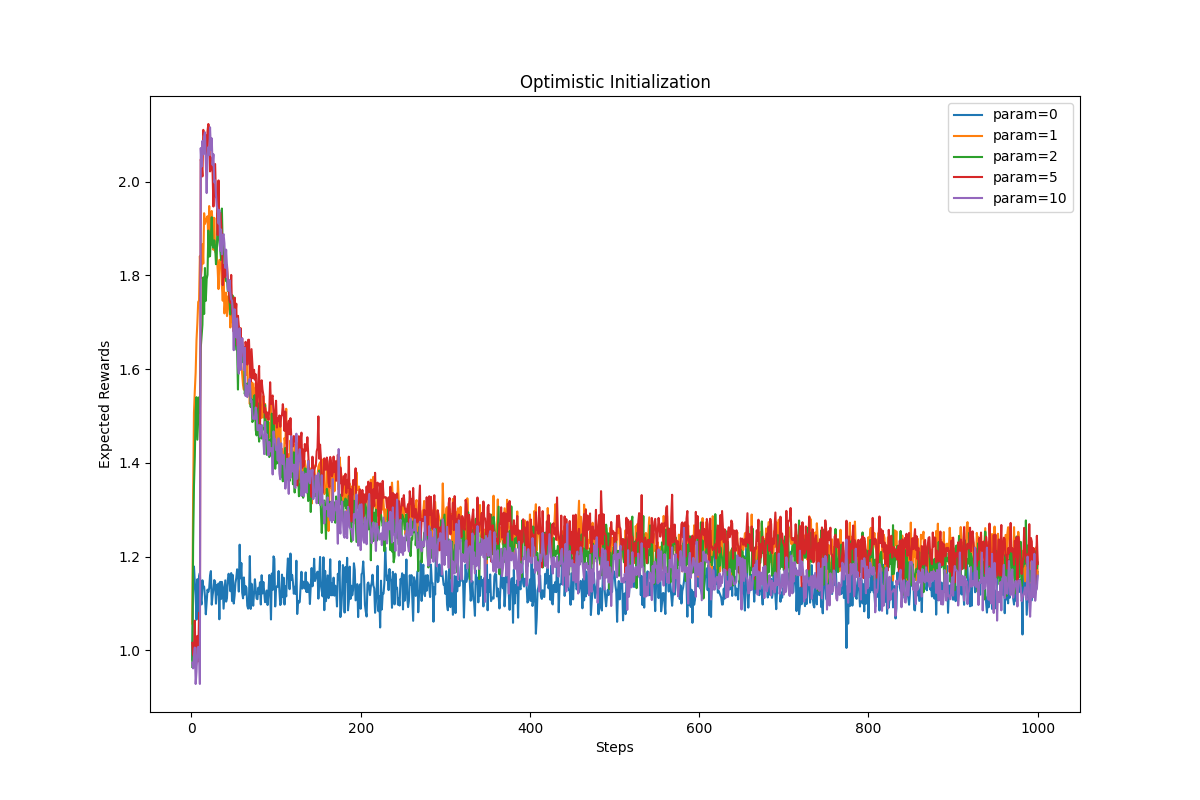 Optimistic Initialization
param=0
param=1
param=2
param=5
param=10
2.0
1.8
1.6
1.4
1.2
1.0
Expected Rewards
0 200 400 600 800 1000
Steps